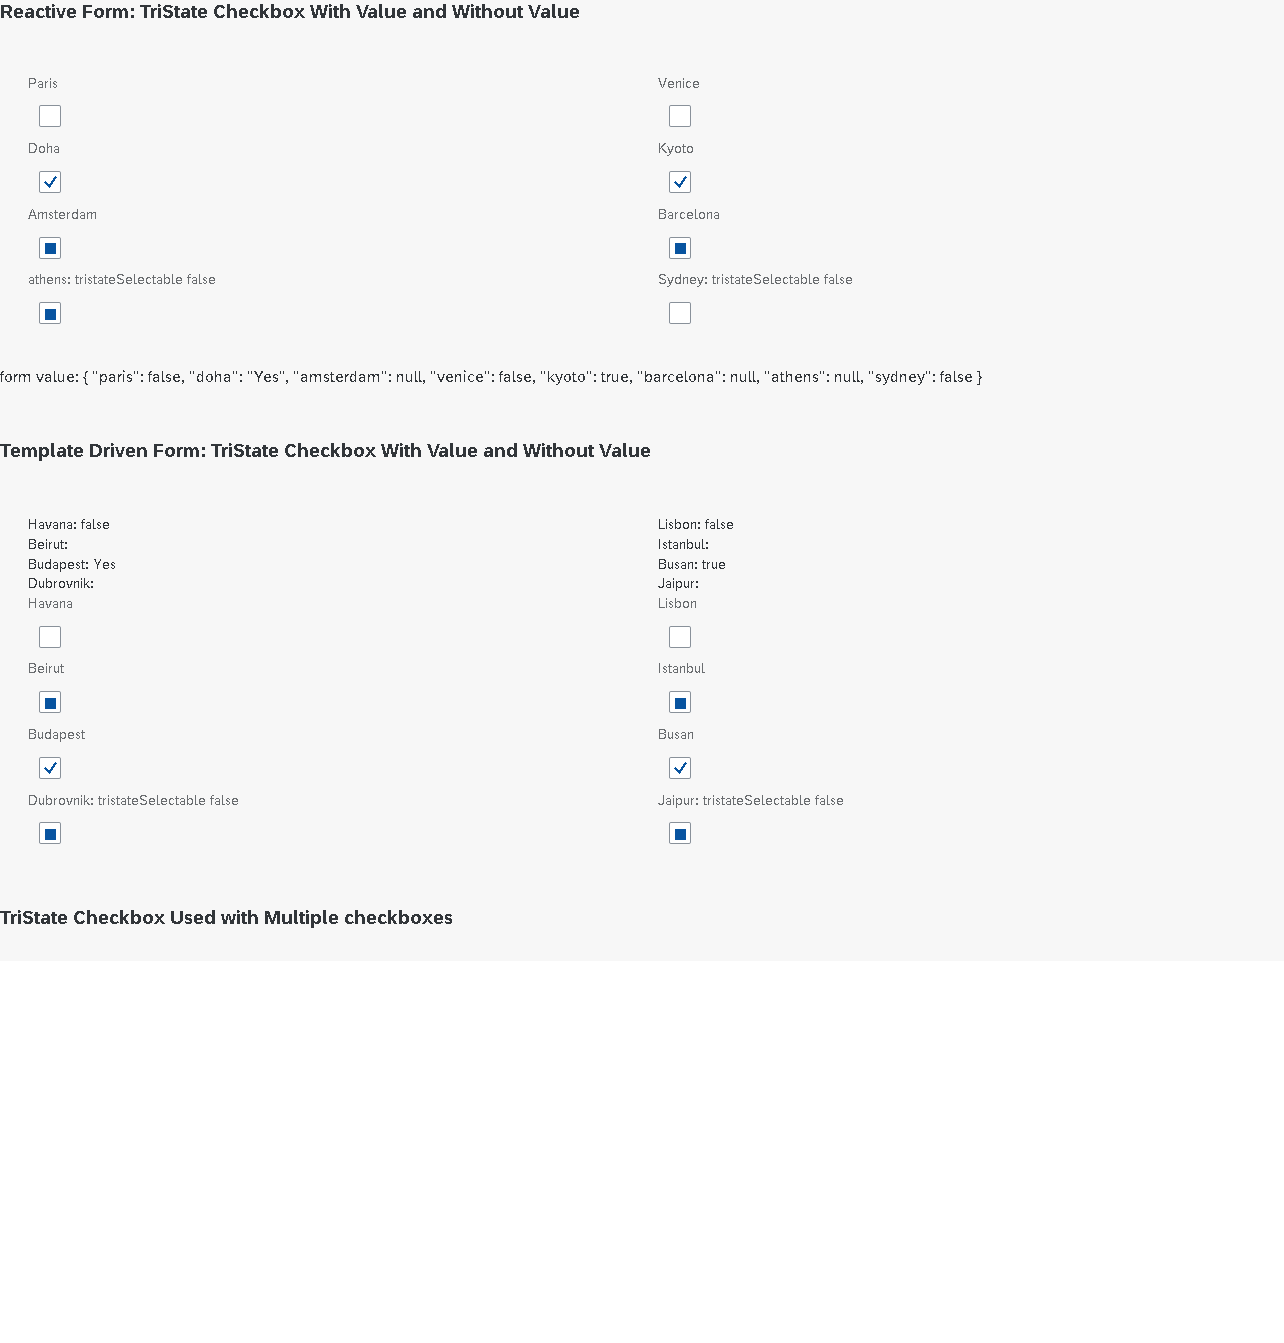 Reactive Form: TriState Checkbox With Value and Without Value
Paris
Venice
Doha
Kyoto
Amsterdam
Barcelona
athens: tristateSelectable false
Sydney: tristateSelectable false
form value: { "paris": false, "doha": "Yes", "amsterdam": null, "venice": false, "kyoto": true, "barcelona": null, "athens": null, "sydney": false }
Template Driven Form: TriState Checkbox With Value and Without Value
Havana: false
Beirut:
Budapest: Yes
Dubrovnik:
Lisbon: false
Istanbul:
Busan: true
Jaipur:
Havana
Lisbon
Beirut
Istanbul
Budapest
Busan
Dubrovnik: tristateSelectable false
Jaipur: tristateSelectable false
TriState Checkbox Used with Multiple checkboxes